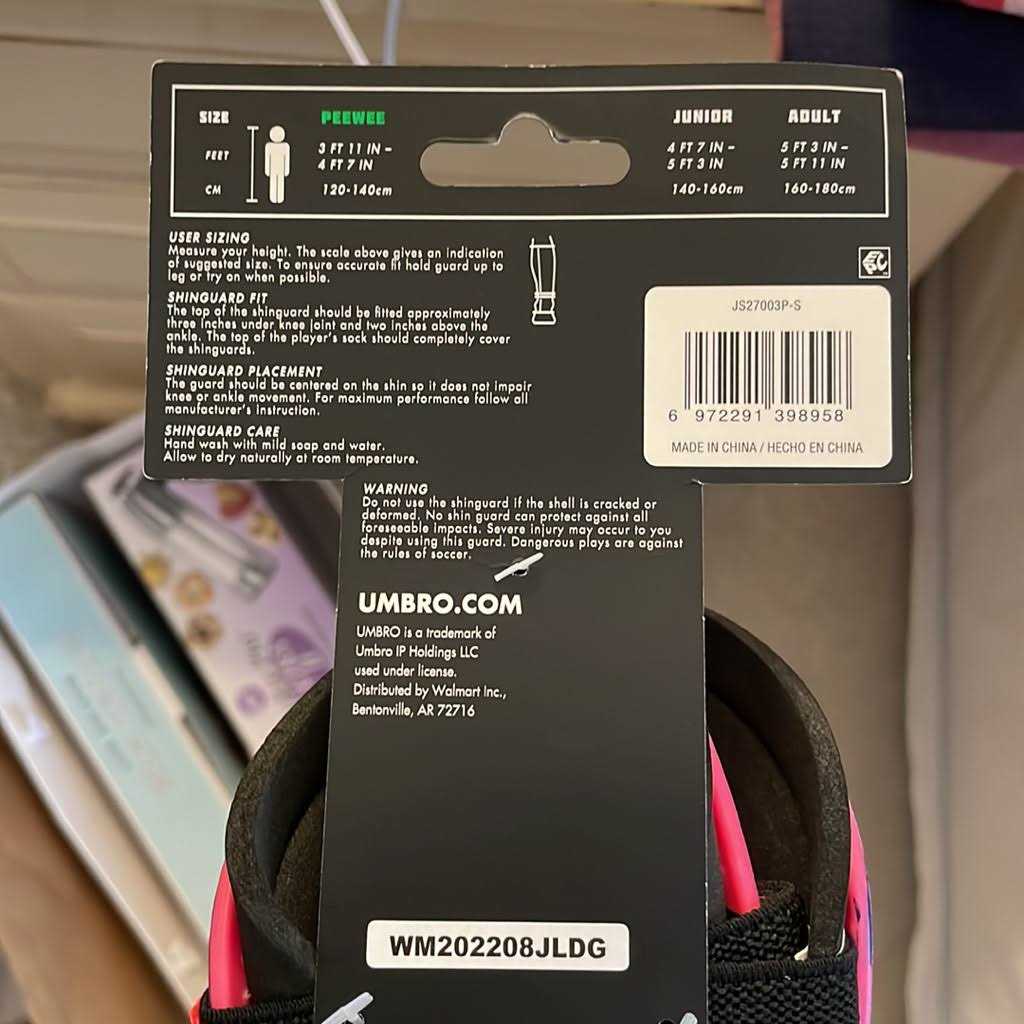 SIZE PEEWEE JUNIOR ADULT
FEET 3 FT 11 IN – 4 FT 7 IN – 5 FT 3 IN –
4 FT 7 IN 5 FT 3 IN 5 FT 11 IN
CM 120-140cm 140-160cm 160-180cm
USER SIZING
Measure your height. The scale above gives an indication
of suggested size. To ensure accurate fit hold guard up to
leg or try on when possible.
SHINGUARD FIT
The top of the shinguard should be fitted approximately
three inches under knee joint and two inches above the
ankle. The top of the player's sock should completely cover
the shinguards.
SHINGUARD PLACEMENT
The guard should be centered on the shin so it does not impair
knee or ankle movement. For maximum performance follow all
manufacturer's instruction.
SHINGUARD CARE
Hand wash with mild soap and water.
Allow to dry naturally at room temperature.
JS27003P-S
6 972291 398958
MADE IN CHINA / HECHO EN CHINA
WARNING
Do not use the shinguard if the shell is cracked or
deformed. No shin guard can protect against all
foreseeable impacts. Severe injury may occur to you
despite using this guard. Dangerous plays are against
the rules of soccer.
UMBRO.COM
UMBRO is a trademark of
Umbro IP Holdings LLC
used under license.
Distributed by Walmart Inc.,
Bentonville, AR 72716
WM202208JLDG